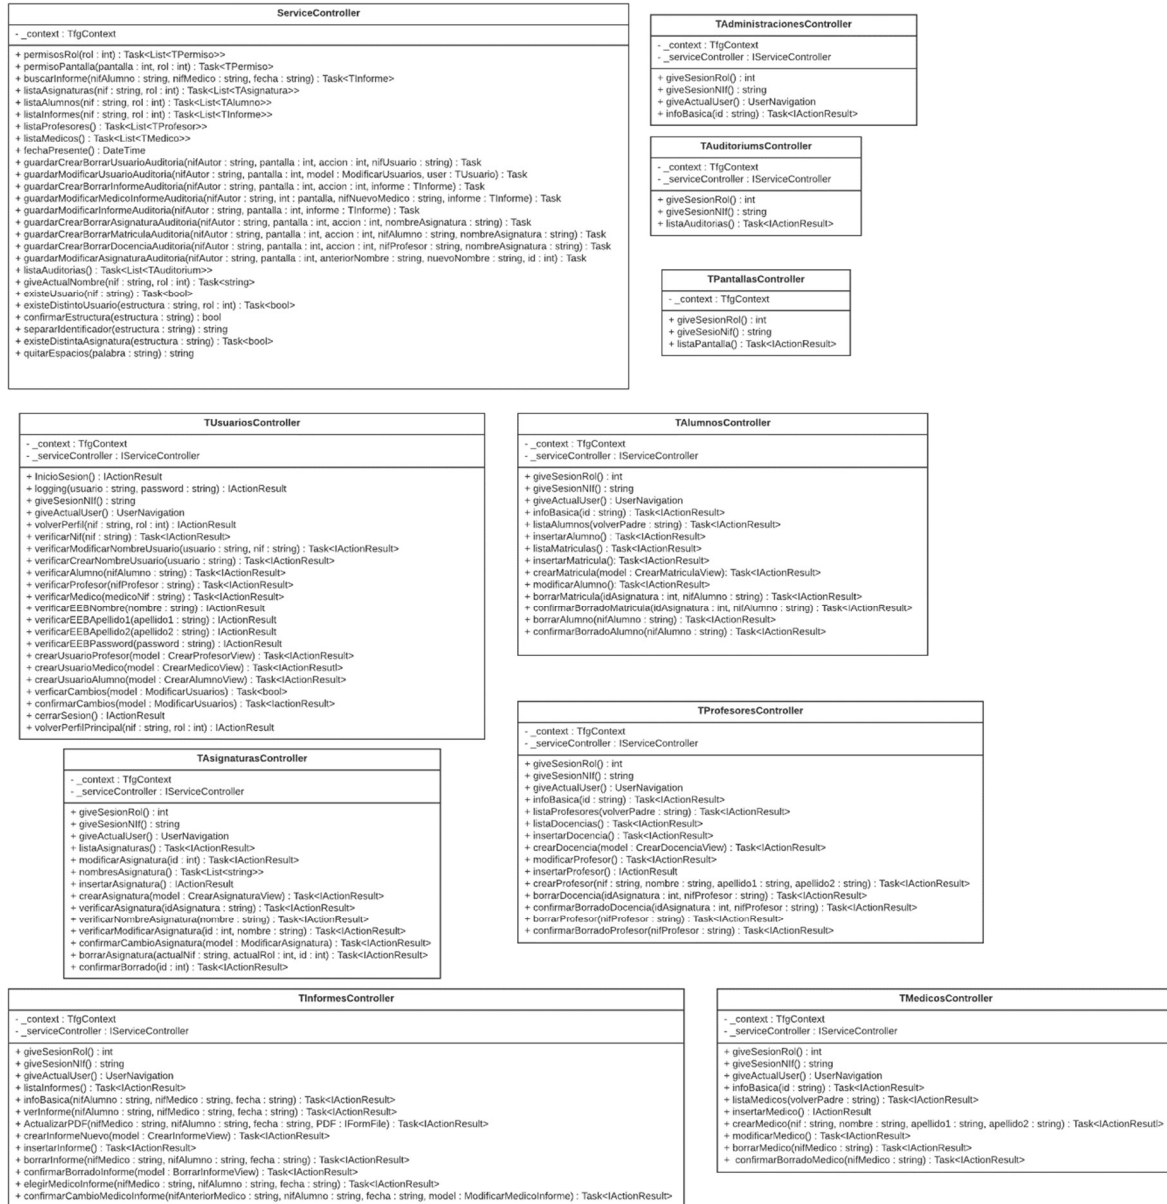 ServiceController
- _context : TfgContext
+ permisosRol(rol : int) : Task<List<TPermiso>>
+ permisoPantalla(pantalla : int, rol : int) : Task<TPermiso>
+ buscarInforme(nifAlumno : string, nifMedico : string, fecha : string) : Task<TInforme>
+ listaAsignaturas(nif : string, rol : int) : Task<List<TAsignatura>>
+ listaAlumnos(nif : string, rol : int) : Task<List<TAlumno>>
+ listaInformes(nif : string, rol : int) : Task<List<TInforme>>
+ listaProfesores() : Task<List<TProfesor>>
+ listaMedicos() : Task<List<TMedico>>
+ fechaPresente() : DateTime
+ guardarCrearBorrarUsuarioAuditoria(nifAutor : string, pantalla : int, accion : int, nifUsuario : string) : Task
+ guardarModificarUsuarioAuditoria(nifAutor : string, pantalla : int, model : ModificarUsuarios, user : TUsuario) : Task
+ guardarCrearBorrarInformeAuditoria(nifAutor : string, pantalla : int, accion : int, informe : TInforme) : Task
+ guardarModificarMedicoInformeAuditoria(nifAutor : string, int : pantalla, nifNuevoMedico : string, informe : TInforme) : Task
+ guardarModificarInformeAuditoria(nifAutor : string, pantalla : int, informe : TInforme) : Task
+ guardarCrearBorrarAsignaturaAuditoria(nifAutor : string, pantalla : int, accion : int, nombreAsignatura : string) : Task
+ guardarCrearBorrarMatriculaAuditoria(nifAutor : string, pantalla : int, accion : int, nifAlumno : string, nombreAsignatura : string) : Task
+ guardarCrearBorrarDocenciaAuditoria(nifAutor : string, pantalla : int, accion : int, nifProfesor : string, nombreAsignatura : string) : Task
+ guardarModificarAsignaturaAuditoria(nifAutor : string, pantalla : int, anteriorNombre : string, nuevoNombre : string, id : int) : Task
+ listaAuditorias() : Task<List<TAuditorium>>
+ giveActualNombre(nif : string, rol : int) : Task<string>
+ existeUsuario(nif : string) : Task<bool>
+ existeDistintoUsuario(estructura : string, rol : int) : Task<bool>
+ confirmarEstructura(estructura : string) : bool
+ separarIdentificador(estructura : string) : string
+ existeDistintaAsignatura(estructura : string) : Task<bool>
+ quitarEspacios(palabra : string) : string
TAdministracionesController
- _context : TfgContext
- _serviceController : IServiceController
+ giveSesionRol() : int
+ giveSesionNIf() : string
+ giveActualUser() : UserNavigation
+ infoBasica(id : string) : Task<IActionResult>
TAuditoriumsController
- _context : TfgContext
- _serviceController : IServiceController
+ giveSesionRol() : int
+ giveSesionNIf() : string
+ listaAuditorias() : Task<IActionResult>
TPantallasController
- _context : TfgContext
+ giveSesionRol() : int
+ giveSesioNif() : string
+ listaPantalla() : Task<IActionResult>
TUsuariosController
- _context : TfgContext
- _serviceController : IServiceController
+ InicioSesion() : IActionResult
+ logging(usuario : string, password : string) : IActionResult
+ giveSesionNIf() : string
+ giveActualUser() : UserNavigation
+ volverPerfil(nif : string, rol : int) : IActionResult
+ verificarNif(nif : string) : Task<IActionResult>
+ verificarModificarNombreUsuario(usuario : string, nif : string) : Task<IActionResult>
+ verificarCrearNombreUsuario(usuario : string) : Task<IActionResult>
+ verificarAlumno(nifAlumno : string) : Task<IActionResult>
+ verificarProfesor(nifProfesor : string) : Task<IActionResult>
+ verificarMedico(medicoNif : string) : Task<IActionResult>
+ verificarEEBNombre(nombre : string) : IActionResult
+ verificarEEBApellido1(apellido1 : string) : IActionResult
+ verificarEEBApellido2(apellido2 : string) : IActionResult
+ verificarEEBPassword(password : string) : IActionResult
+ crearUsuarioProfesor(model : CrearProfesorView) : Task<IActionResult>
+ crearUsuarioMedico(model : CrearMedicoView) : Task<IActionResutl>
+ crearUsuarioAlumno(model : CrearAlumnoView) : Task<IActionResult>
+ verficarCambios(model : ModificarUsuarios) : Task<bool>
+ confirmarCambios(model : ModificarUsuarios) : Task<IactionResult>
+ cerrarSesion() : IActionResult
+ volverPerfilPrincipal(nif : string, rol : int) : IActionResult
TAlumnosController
- _context : TfgContext
- _serviceController : IServiceController
+ giveSesionRol() : int
+ giveSesionNIf() : string
+ giveActualUser() : UserNavigation
+ infoBasica(id : string) : Task<IActionResult>
+ listaAlumnos(volverPadre : string) : Task<IActionResult>
+ insertarAlumno() : Task<IActionResult>
+ listaMatriculas() : Task<IActionResult>
+ insertarMatricula(): Task<IActionResult>
+ crearMatricula(model : CrearMatriculaView): Task<IActionResult>
+ modificarAlumno(): Task<IActionResult>
+ borrarMatricula(idAsignatura : int, nifAlumno : string) : Task<IActionResult>
+ confirmarBorradoMatricula(idAsignatura : int, nifAlumno : string) : Task<IActionResult>
+ borrarAlumno(nifAlumno : string) : Task<IActionResult>
+ confirmarBorradoAlumno(nifAlumno : string) : Task<IActionResult>
TProfesoresController
- _context : TfgContext
- _serviceController : IServiceController
+ giveSesionRol() : int
+ giveSesionNIf() : string
+ giveActualUser() : UserNavigation
+ infoBasica(id : string) : Task<IActionResult>
+ listaProfesores(volverPadre : string) : Task<IActionResult>
+ listaDocencias() : Task<IActionResult>
+ insertarDocencia() : Task<IActionResult>
+ crearDocencia(model : CrearDocenciaView) : Task<IActionResult>
+ modificarProfesor() : Task<IActionResult>
+ insertarProfesor() : IActionResult
+ crearProfesor(nif : string, nombre : string, apellido1 : string, apellido2 : string) : Task<IActionResult>
+ borrarDocencia(idAsignatura : int, nifProfesor : string) : Task<IActionResult>
+ confirmarBorradoDocencia(idAsignatura : int, nifProfesor : string) : Task<IActionResult>
+ borrarProfesor(nifProfesor : string) : Task<IActionResult>
+ confirmarBorradoProfesor(nifProfesor : string) : Task<IActionResult>
TAsignaturasController
- _context : TfgContext
- _serviceController : IServiceController
+ giveSesionRol() : int
+ giveSesionNIf() : string
+ giveActualUser() : UserNavigation
+ listaAsignaturas() : Task<IActionResult>
+ modificarAsignatura(id : int) : Task<IActionResult>
+ nombresAsignatura() : Task<List<string>>
+ insertarAsignatura() : IActionResult
+ crearAsignatura(model : CrearAsignaturaView) : Task<IActionResult>
+ verificarAsignatura(idAsignatura : string) : Task<IActionResult>
+ verificarNombreAsignatura(nombre : string) : Task<IActionResult>
+ verificarModificarAsignatura(id : int, nombre : string) : Task<IActionResult>
+ confirmarCambioAsignatura(model : ModificarAsignatura) : Task<IActionResult>
+ borrarAsignatura(actualNif : string, actualRol : int, id : int) : Task<IActionResult>
+ confirmarBorrado(id : int) : Task<IActionResult>
TInformesController
- _context : TfgContext
- _serviceController : IServiceController
+ giveSesionRol() : int
+ giveSesionNIf() : string
+ giveActualUser() : UserNavigation
+ listaInformes() : Task<IActionResult>
+ infoBasica(nifAlumno : string, nifMedico : string, fecha : string) : Task<IActionResult>
+ verInforme(nifAlumno : string, nifMedico : string, fecha : string) : Task<IActionResult>
+ ActualizarPDF(nifMedico : string, nifAlumno : string, fecha : string, PDF : IFormFile) : Task<IActionResult>
+ crearInformeNuevo(model : CrearInformeView) : Task<IActionResult>
+ insertarInforme() : Task<IActionResult>
+ borrarInforme(nifMedico : string, nifAlumno : string, fecha : string) : Task<IActionResult>
+ confirmarBorradoInforme(model : BorrarInformeView) : Task<IActionResult>
+ elegirMedicoInforme(nifMedico : string, nifAlumno : string, fecha : string) : Task<IActionResult>
+ confirmarCambioMedicoInforme(nifAnteriorMedico : string, nifAlumno : string, fecha : string, model : ModificarMedicoInforme) : Task<IActionResult>
TMedicosController
- _context : TfgContext
- _serviceController : IServiceController
+ giveSesionRol() : int
+ giveSesionNIf() : string
+ giveActualUser() : UserNavigation
+ infoBasica(id : string) : Task<IActionResult>
+ listaMedicos(volverPadre : string) : Task<IActionResult>
+ insertarMedico() : IActionResult
+ crearMedico(nif : string, nombre : string, apellido1 : string, apellido2 : string) : Task<IActionResult>
+ modificarMedico() : Task<IActionResult>
+ borrarMedico(nifMedico : string) : Task<IActionResult>
+ confirmarBorradoMedico(nifMedico : string) : Task<IActionResult>